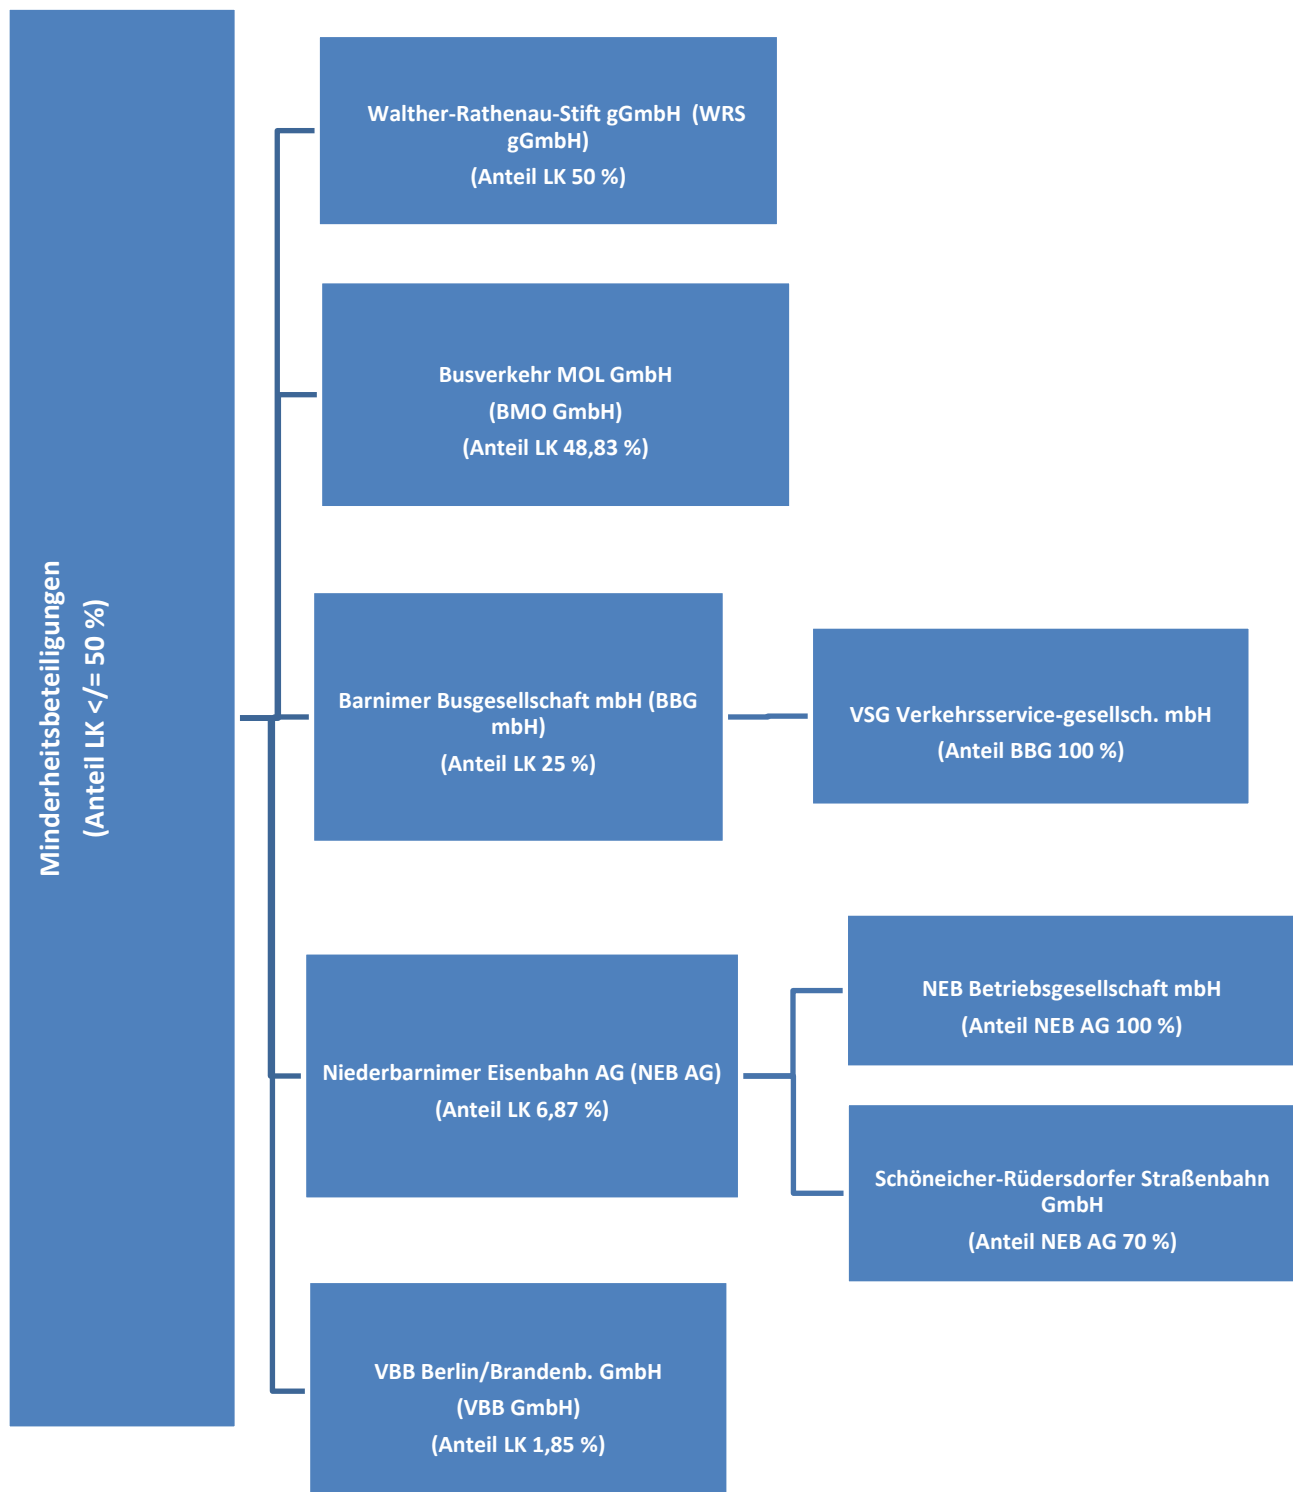 Minderheitsbeteiligungen
(Anteil LK </= 50 %)
Walther-Rathenau-Stift gGmbH (WRS
gGmbH)
(Anteil LK 50 %)
Busverkehr MOL GmbH
(BMO GmbH)
(Anteil LK 48,83 %)
Barnimer Busgesellschaft mbH (BBG
mbH)
(Anteil LK 25 %)
VSG Verkehrsservice-gesellsch. mbH
(Anteil BBG 100 %)
Niederbarnimer Eisenbahn AG (NEB AG)
(Anteil LK 6,87 %)
NEB Betriebsgesellschaft mbH
(Anteil NEB AG 100 %)
Schöneicher-Rüdersdorfer Straßenbahn
GmbH
(Anteil NEB AG 70 %)
VBB Berlin/Brandenb. GmbH
(VBB GmbH)
(Anteil LK 1,85 %)